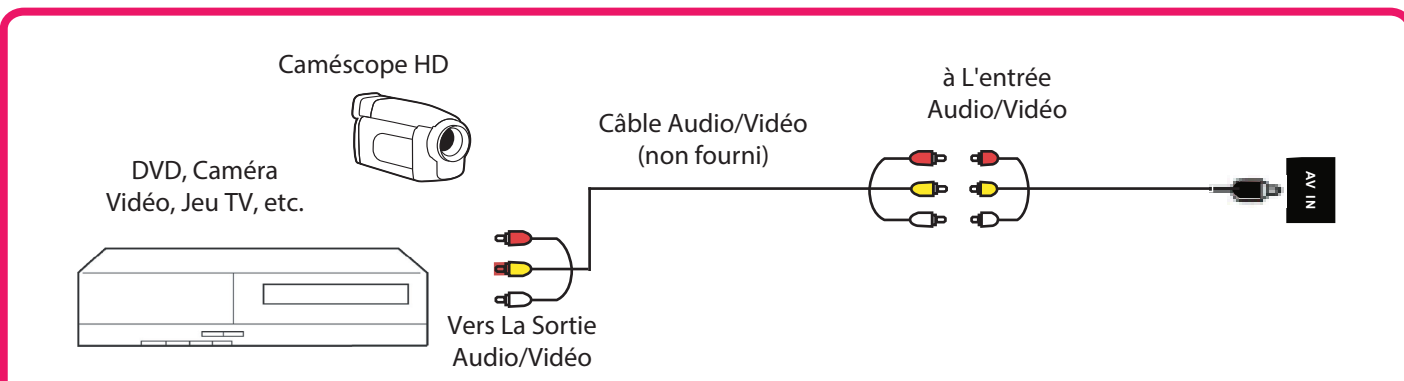 Caméscope HD
DVD, Caméra
Vidéo, Jeu TV, etc.
Câble Audio/Vidéo
(non fourni)
à L'entrée
Audio/Vidéo
AV IN
Vers La Sortie
Audio/Vidéo